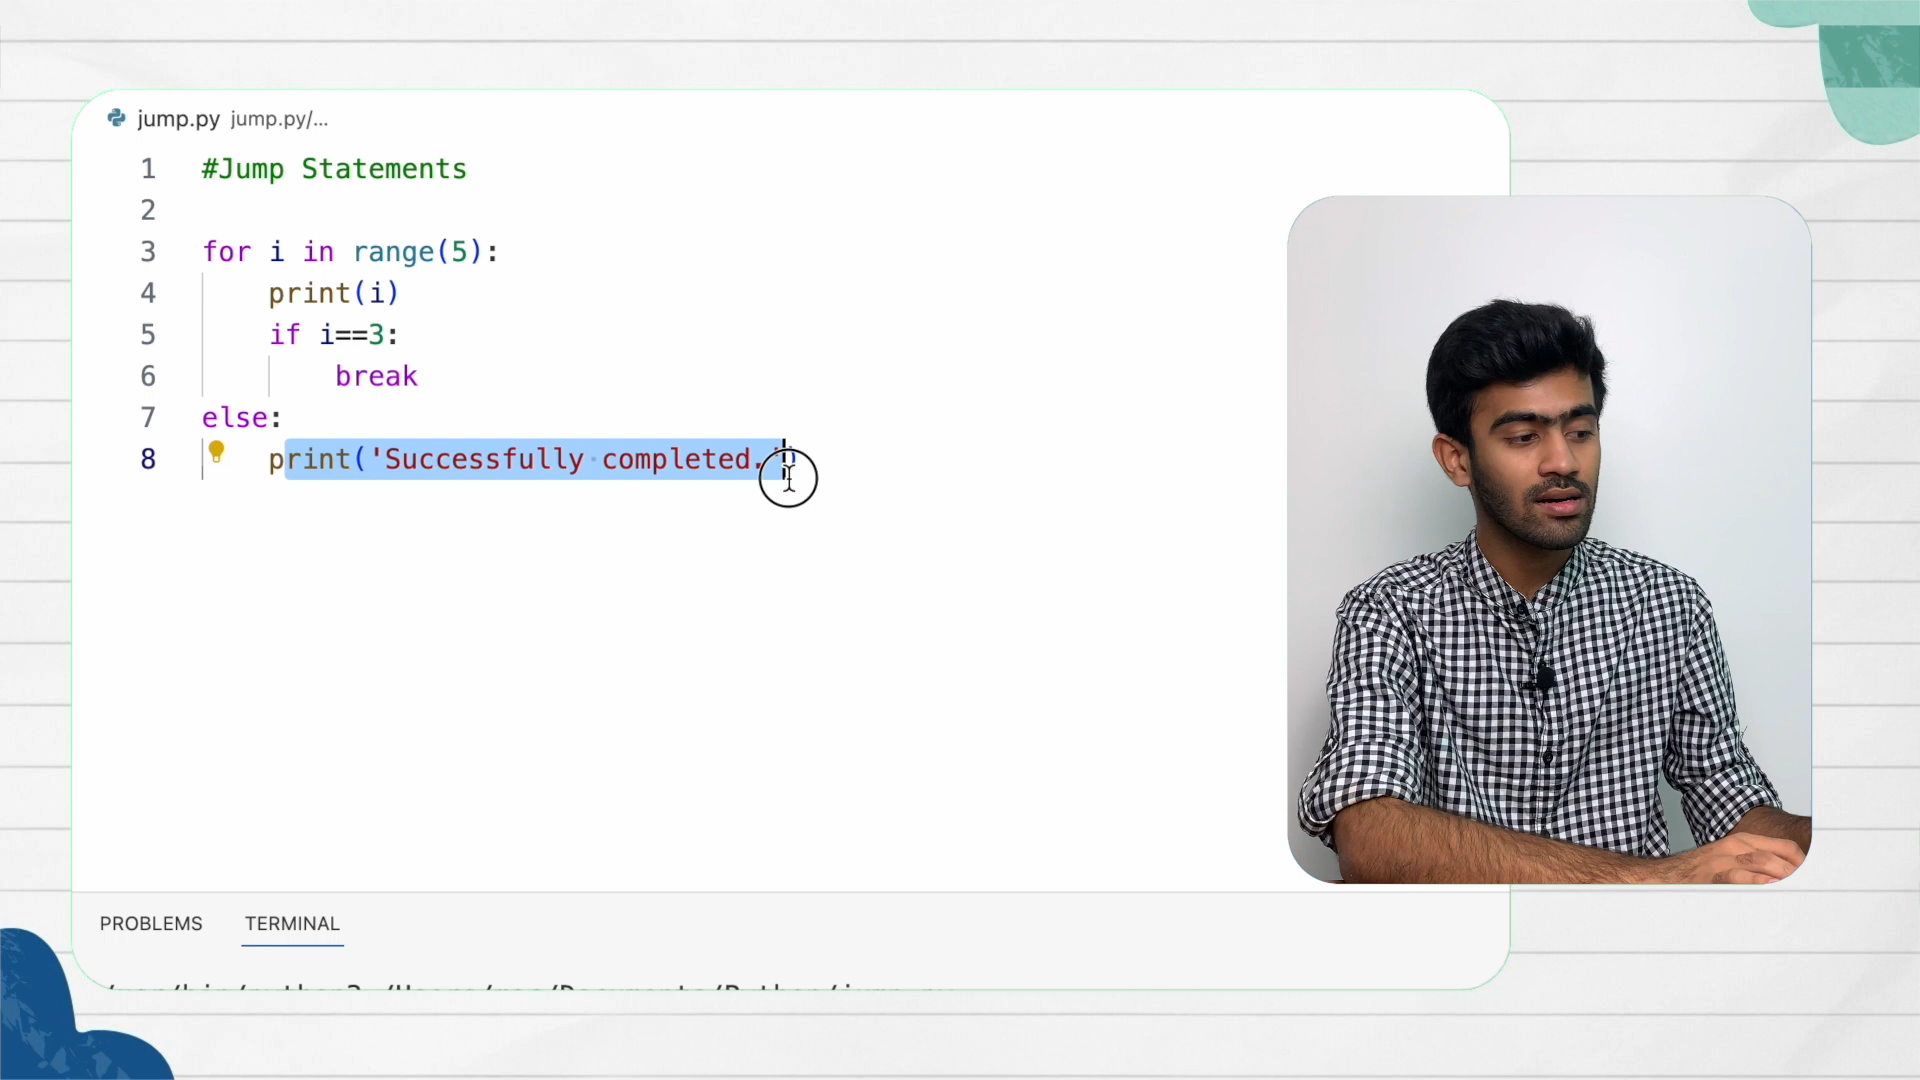 jump.py jump.py/...
1 #Jump Statements
2
3 for i in range(5):
4 print(i)
5 if i==3:
6 break
7 else:
8 print('Successfully completed.')
PROBLEMS TERMINAL